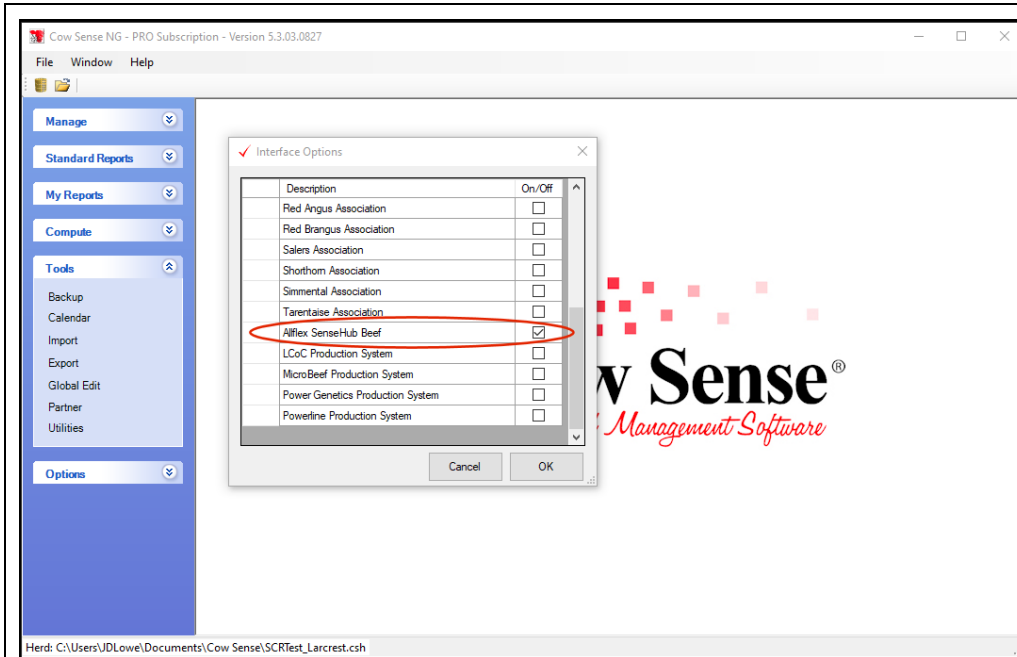 Cow Sense NG - PRO Subscription - Version 5.3.03.0827
File Window Help
Manage
Standard Reports
My Reports
Compute
Tools
Backup
Calendar
Import
Export
Global Edit
Partner
Utilities
Options
Interface Options
Description On/Off
Red Angus Association
Red Brangus Association
Salers Association
Shorthorn Association
Simmental Association
Tarentaise Association
Allflex SenseHub Beef
LCoC Production System
MicroBeef Production System
Power Genetics Production System
Powerline Production System
Cancel OK
w Sense®
Management Software
Herd: C:\Users\JDLowe\Documents\Cow Sense\SCRTest_Larcrest.csh